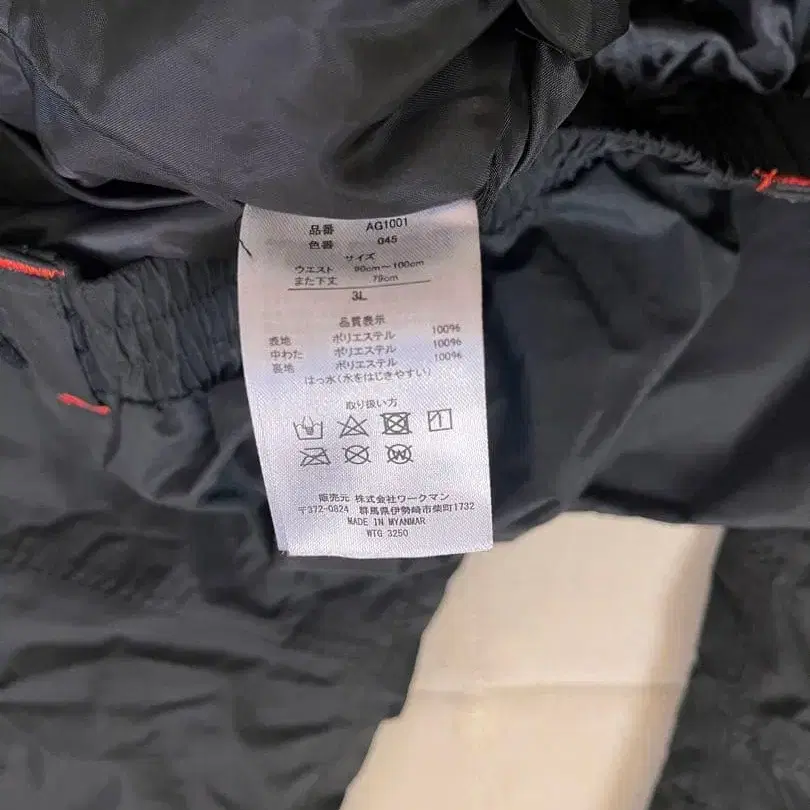 品番 AG1001
色番 045
サイズ
ウエスト 90cm～100cm
また下丈 79cm
3L
品質表示
表地 ポリエステル 100%
中わた ポリエステル 100%
裏地 ポリエステル 100%
はっ水(水をはじきやすい)
取り扱い方
販売元 株式会社ワークマン
〒372-0824 群馬県伊勢崎市柴町1732
MADE IN MYANMAR
WTG 3250